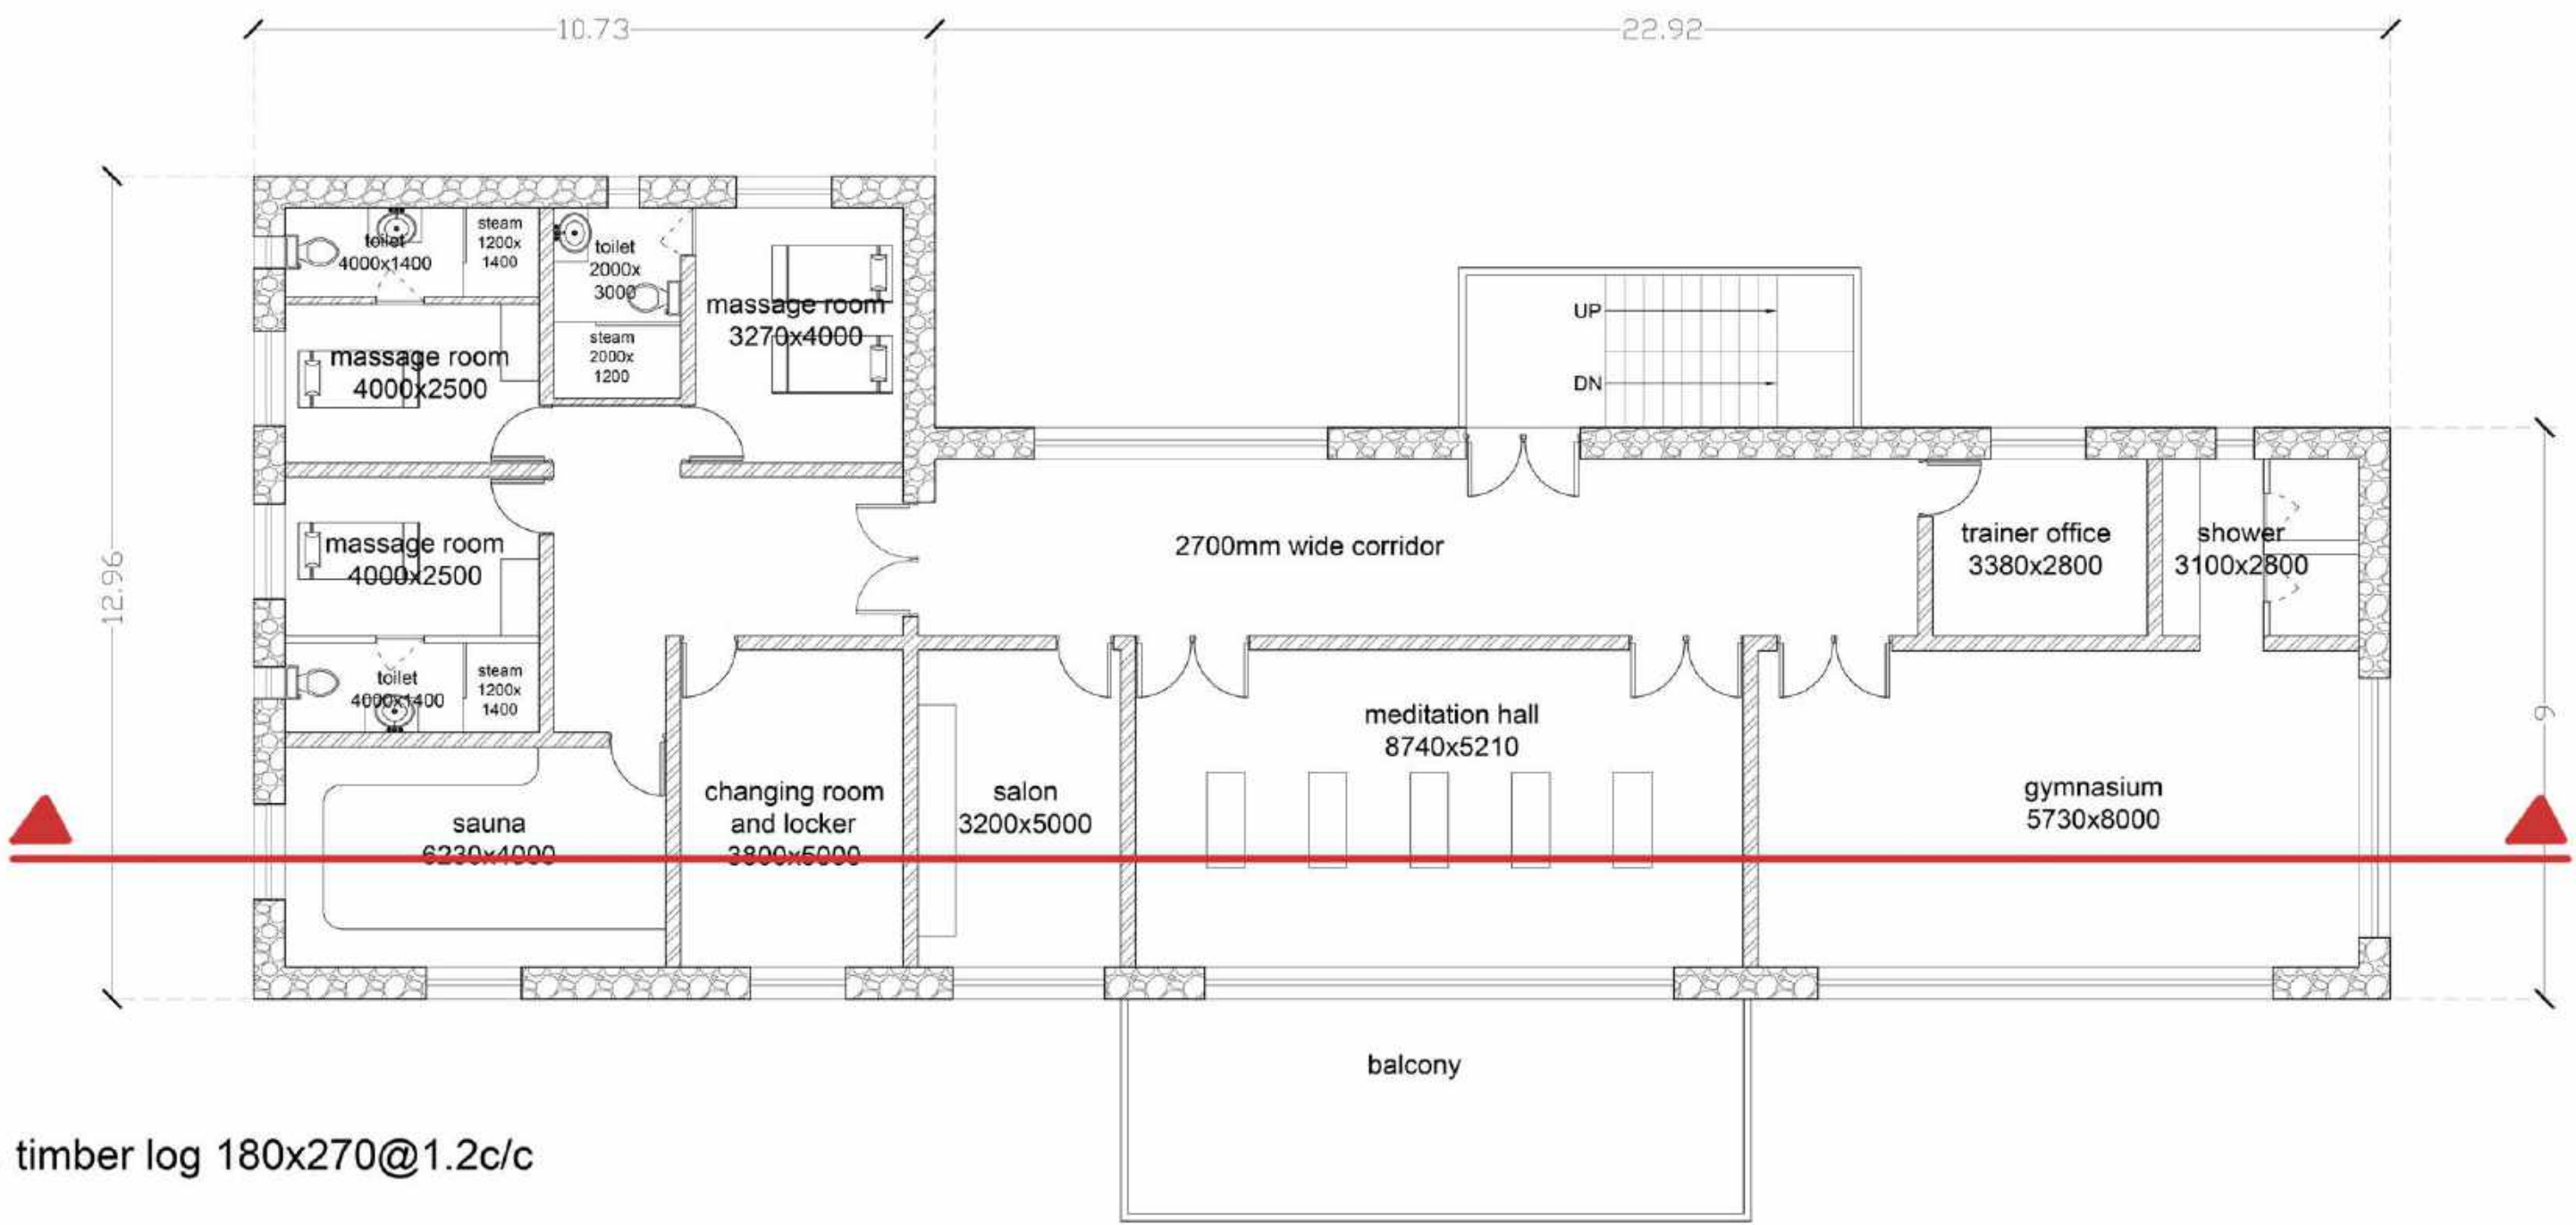 10.73
22.92
steam
1200x
1400
toilet
4000x1400
toilet
2000x
3000
massage room
3270x4000
UP
steam
2000x
1200
massage room
4000x2500
DN
massage room
4000x2500
2700mm wide corridor
trainer office
3380x2800
shower
3100x2800
12.96
steam
1200x
1400
toilet
4000x1400
meditation hall
8740x5210
9
changing room
and locker
3800x5000
salon
3200x5000
gymnasium
5730x8000
sauna
6230x4000
balcony
timber log 180x270@1.2c/c